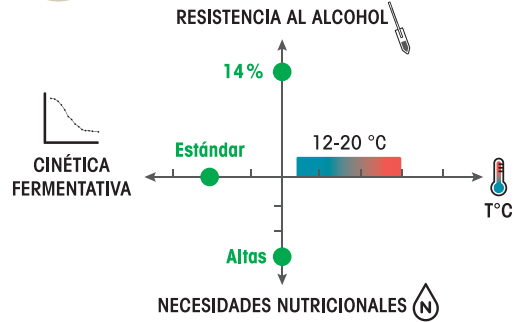 RESISTENCIA AL ALCOHOL
14%
Estándar
12-20 °C
CINÉTICA
FERMENTATIVA
T°C
Altas
NECESIDADES NUTRICIONALES
N